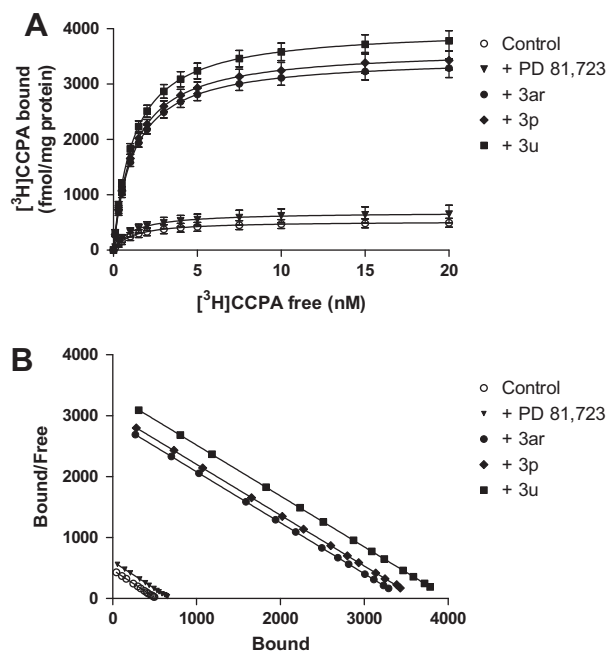 A
[³H]CCPA bound
(fmol/mg protein)
4000
3000
2000
1000
0
0
5
10
15
20
[³H]CCPA free (nM)
Control
+ PD 81,723
+ 3ar
+ 3p
+ 3u
B
Bound/Free
4000
3000
2000
1000
0
0
1000
2000
3000
4000
Bound
Control
+ PD 81,723
+ 3ar
+ 3p
+ 3u